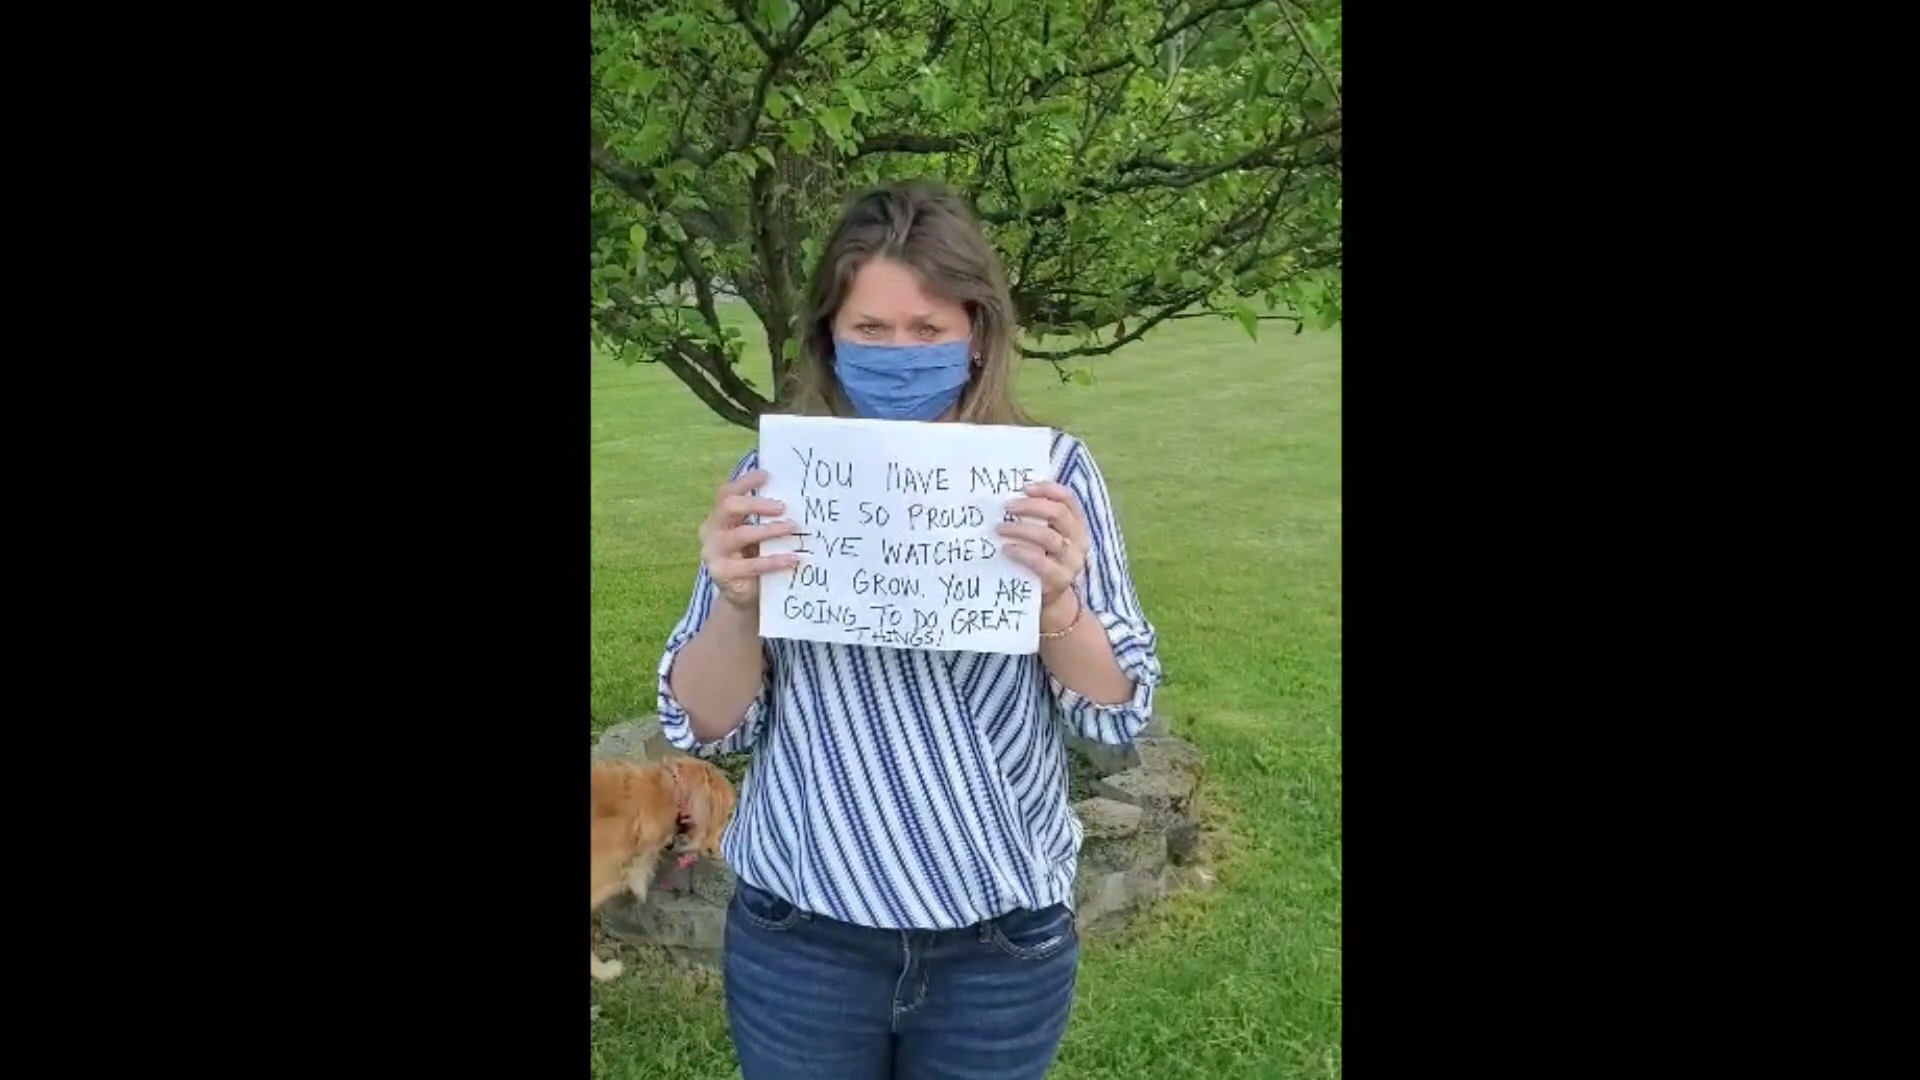 YOU HAVE MADE
ME SO PROUD
I'VE WATCHED
YOU GROW. YOU ARE
GOING TO DO GREAT
THINGS!